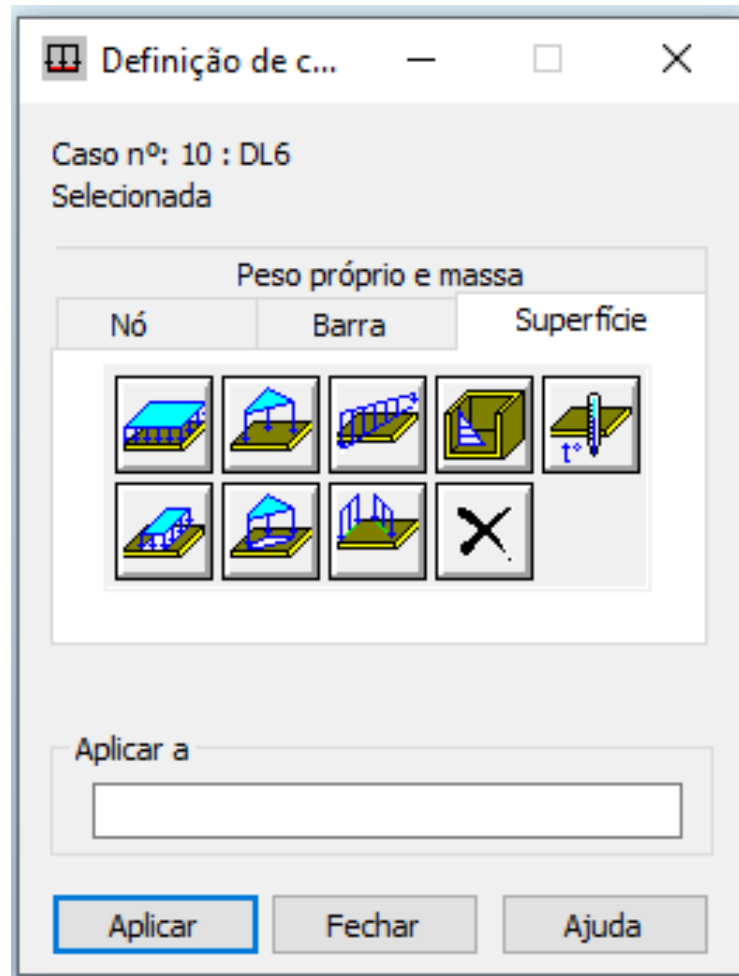 Definição de c...
Caso nº: 10 : DL6
Selecionada
Peso próprio e massa
Nó Barra Superfície
t°
Aplicar a
Aplicar Fechar Ajuda